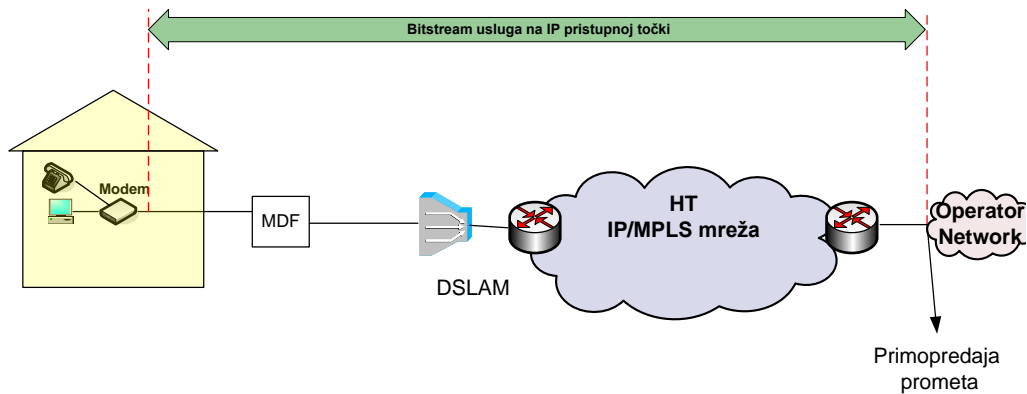 Bitstream usluga na IP pristupnoj točki
Modem
MDF
DSLAM
HT
IP/MPLS mreža
Operator
Network
Primopredaja
prometa